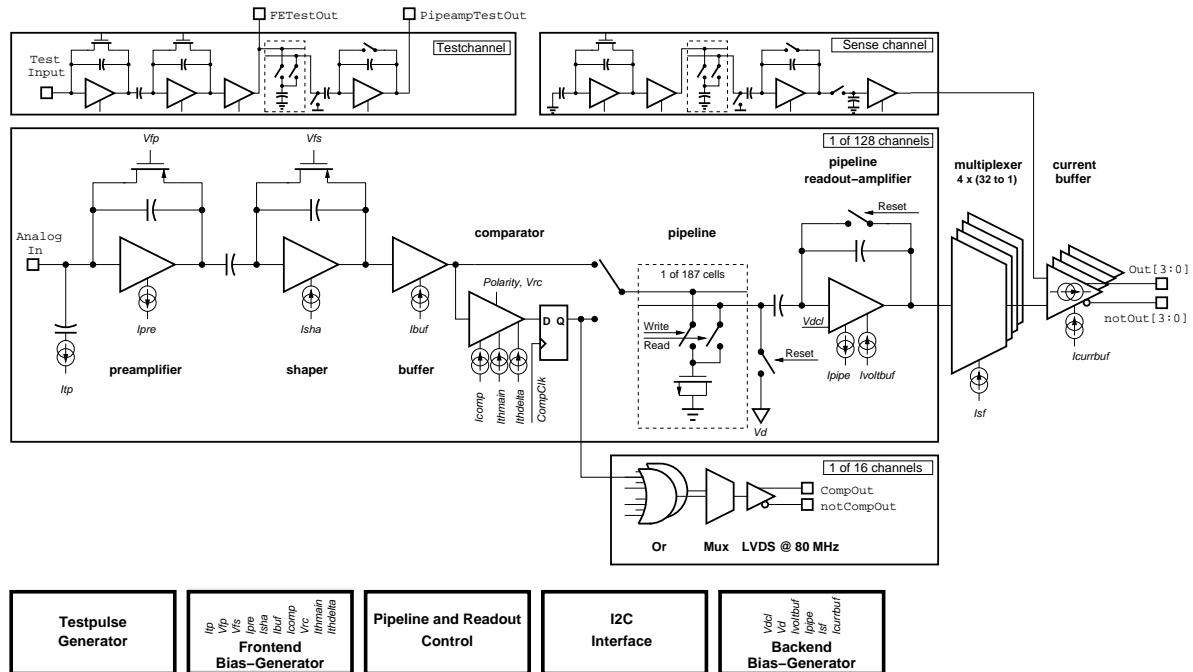 FETestOut
PipeampTestOut
Testchannel
Sense channel
Test
Input
1 of 128 channels
Vfp
Vfs
pipeline
readout−amplifier
multiplexer
4 x (32 to 1)
current
buffer
Reset
Analog
In
comparator
pipeline
1 of 187 cells
Out[3:0]
notOut[3:0]
Polarity, Vrc
D Q
Write
Read
Vdcl
Reset
Ipre
Isha
Ibuf
Ipipe
Ivoltbuf
Icurrbuf
preamplifier
shaper
buffer
Itp
Icomp
Ithmain
Ithdelta
CompClk
Vd
Isf
1 of 16 channels
CompOut
notCompOut
Or
Mux
LVDS @ 80 MHz
Testpulse
Generator
Itp
Vfp
Vfs
Ipre
Isha
Ibuf
Icomp
Vrc
Ithmain
Ithdelta
Frontend
Bias−Generator
Pipeline and Readout
Control
I2C
Interface
Vdcl
Vd
Ivoltbuf
Ipipe
Isf
Icurrbuf
Backend
Bias−Generator